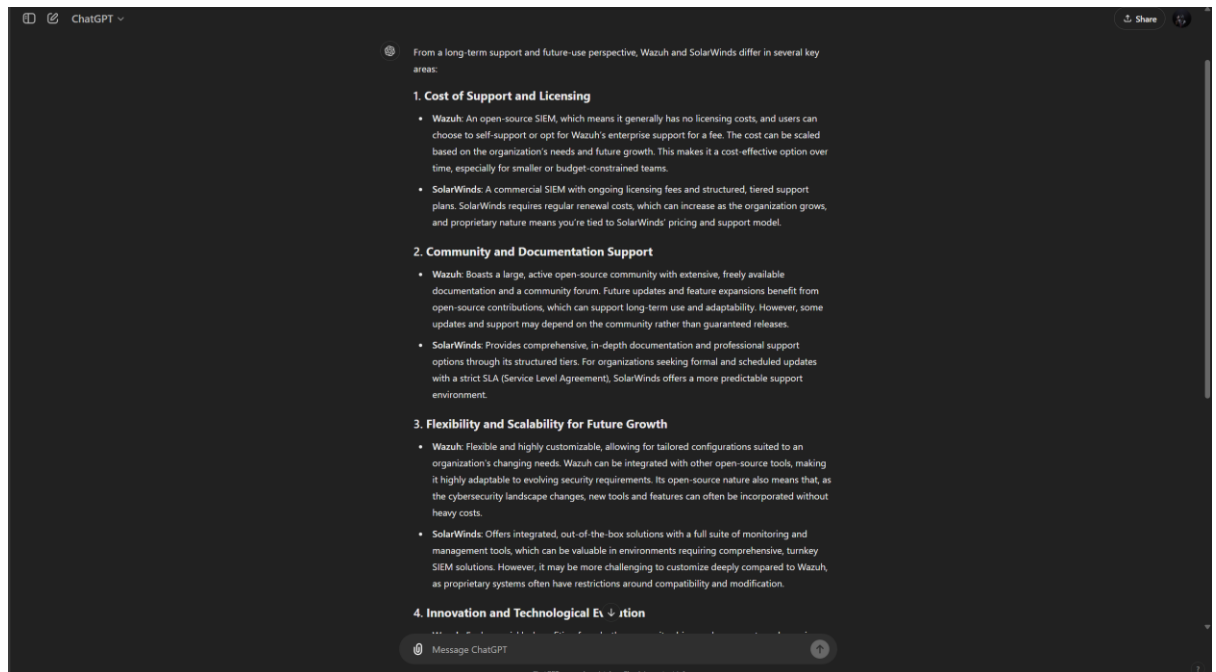 ChatGPT
Share
From a long-term support and future-use perspective, Wazuh and SolarWinds differ in several key
areas:
1. Cost of Support and Licensing
• Wazuh: An open-source SIEM, which means it generally has no licensing costs, and users can
choose to self-support or opt for Wazuh's enterprise support for a fee. The cost can be scaled
based on the organization's needs and future growth. This makes it a cost-effective option over
time, especially for smaller or budget-constrained teams.
• SolarWinds: A commercial SIEM with ongoing licensing fees and structured, tiered support
plans. SolarWinds requires regular renewal costs, which can increase as the organization grows,
and proprietary nature means you're tied to SolarWinds' pricing and support model.
2. Community and Documentation Support
• Wazuh: Boasts a large, active open-source community with extensive, freely available
documentation and a community forum. Future updates and feature expansions benefit from
open-source contributions, which can support long-term use and adaptability. However, some
updates and support may depend on the community rather than guaranteed releases.
• SolarWinds: Provides comprehensive, in-depth documentation and professional support
options through its structured tiers. For organizations seeking formal and scheduled updates
with a strict SLA (Service Level Agreement), SolarWinds offers a more predictable support
environment.
3. Flexibility and Scalability for Future Growth
• Wazuh: Flexible and highly customizable, allowing for tailored configurations suited to an
organization's changing needs. Wazuh can be integrated with other open-source tools, making
it highly adaptable to evolving security requirements. Its open-source nature also means that, as
the cybersecurity landscape changes, new tools and features can often be incorporated without
heavy costs.
• SolarWinds: Offers integrated, out-of-the-box solutions with a full suite of monitoring and
management tools, which can be valuable in environments requiring comprehensive, turnkey
SIEM solutions. However, it may be more challenging to customize deeply compared to Wazuh,
as proprietary systems often have restrictions around compatibility and modification.
4. Innovation and Technological
Message ChatGPT